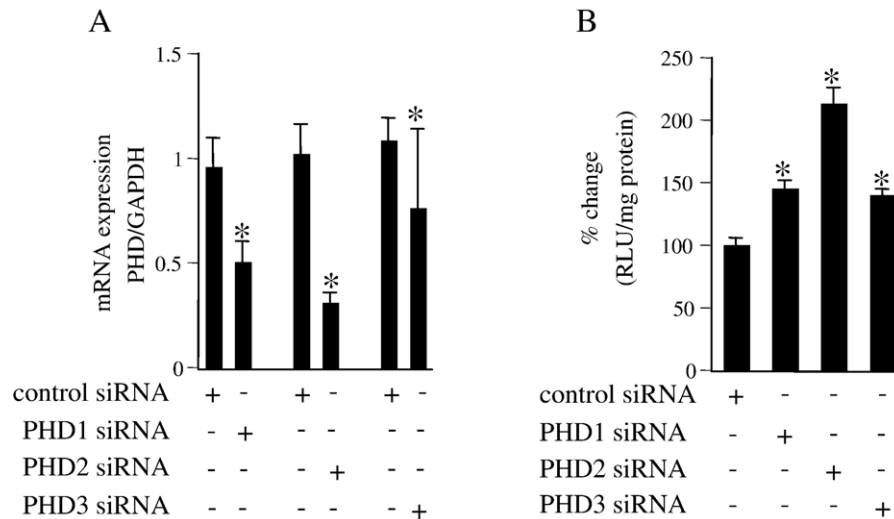 A
mRNA expression
PHD/GAPDH
1.5
1
0.5
0
* * *
control siRNA + - + - + -
PHD1 siRNA - + - - - -
PHD2 siRNA - - - + - -
PHD3 siRNA - - - - - +
B
% change
(RLU/mg protein)
250
200
150
100
50
0
* * *
control siRNA + - - -
PHD1 siRNA - + - -
PHD2 siRNA - - + -
PHD3 siRNA - - - +